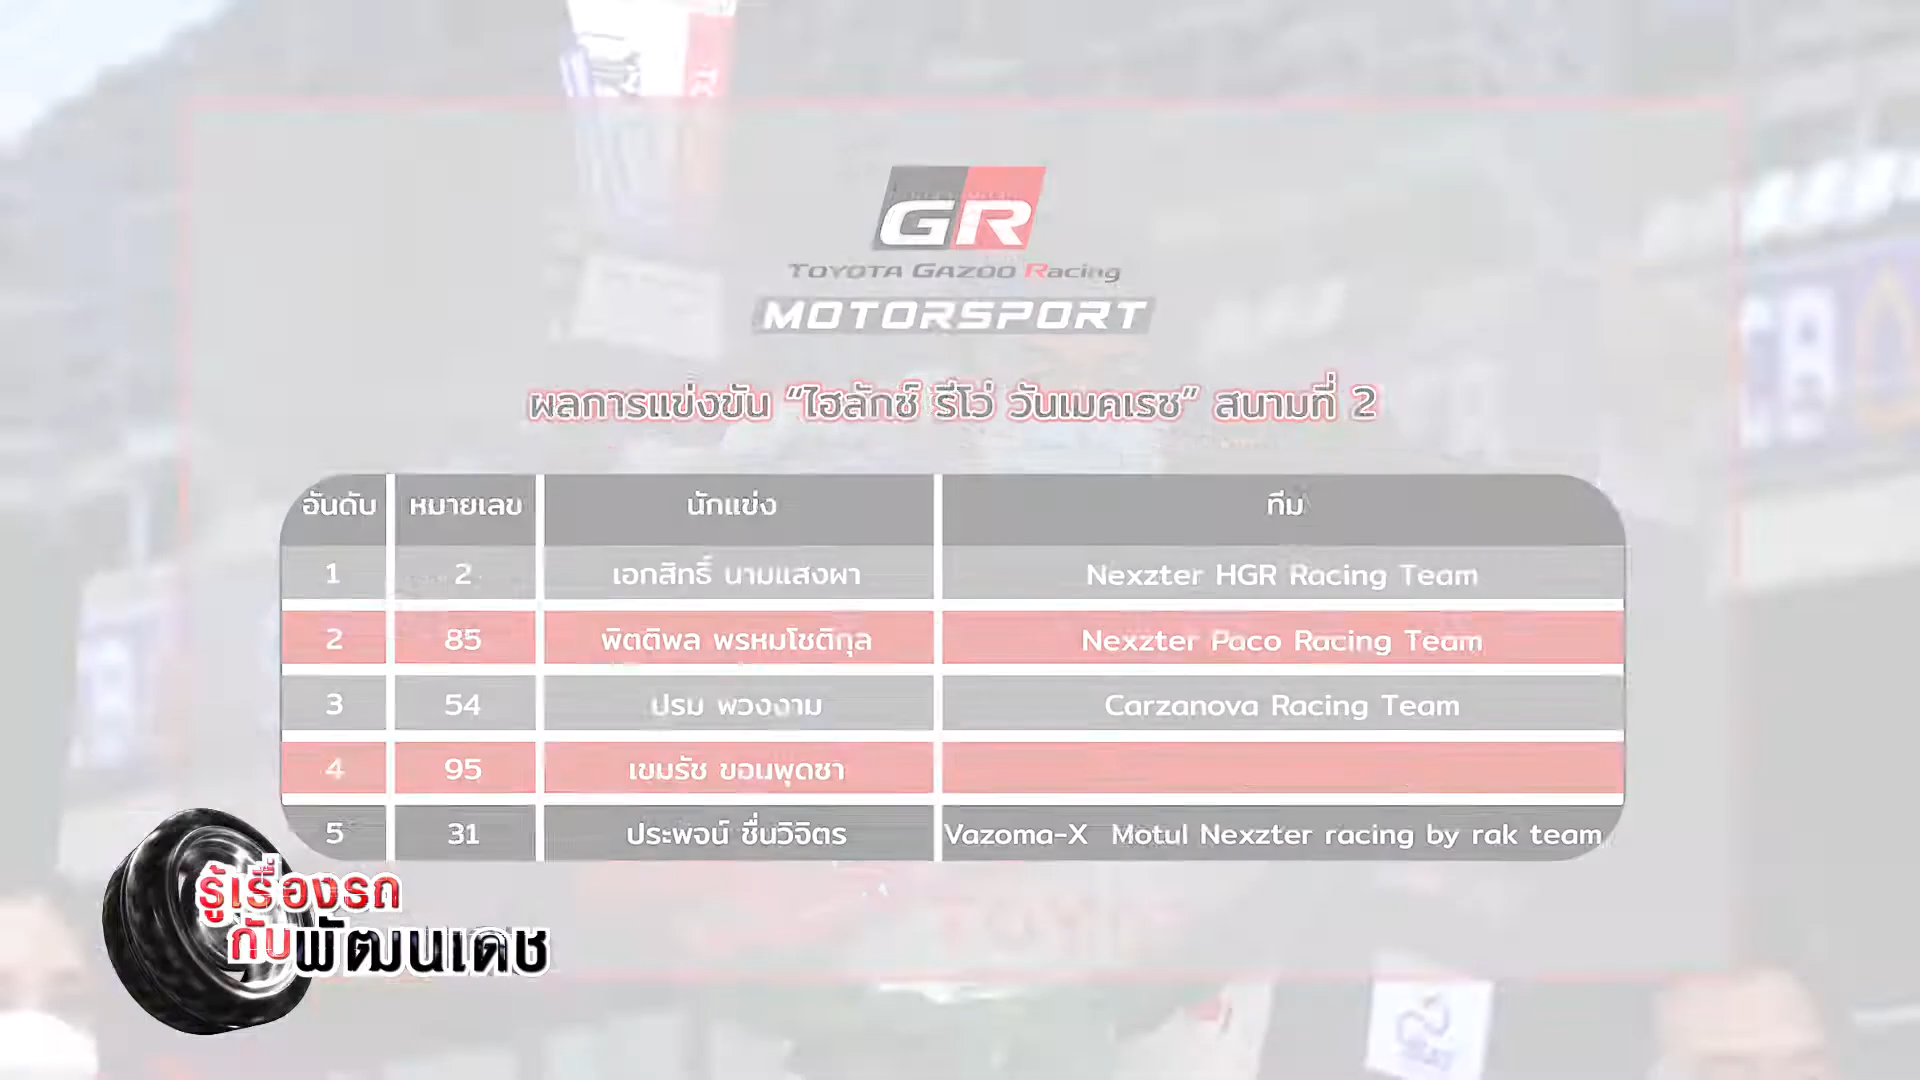 GR
TOYOTA GAZOO Racing
MOTORSPORT
ผลการแข่งขัน “ไฮลักซ์ รีโว่ วันเมคเรซ” สนามที่ 2
อันดับ หมายเลข นักแข่ง ทีม
1 2 เอกสิทธิ์ นามแสงผา Nexzter HGR Racing Team
2 85 พิตติพล พรหมโชติกุล Nexzter Paco Racing Team
3 54 ปรม พวงงาม Carzanova Racing Team
4 95 เขมรัช ขอนพุดซา
5 31 ประพจน์ ชื่นวิจิตร Vazoma-X Motul Nexzter racing by rak team
รู้เรื่องรถ
กับพัฒนเดช